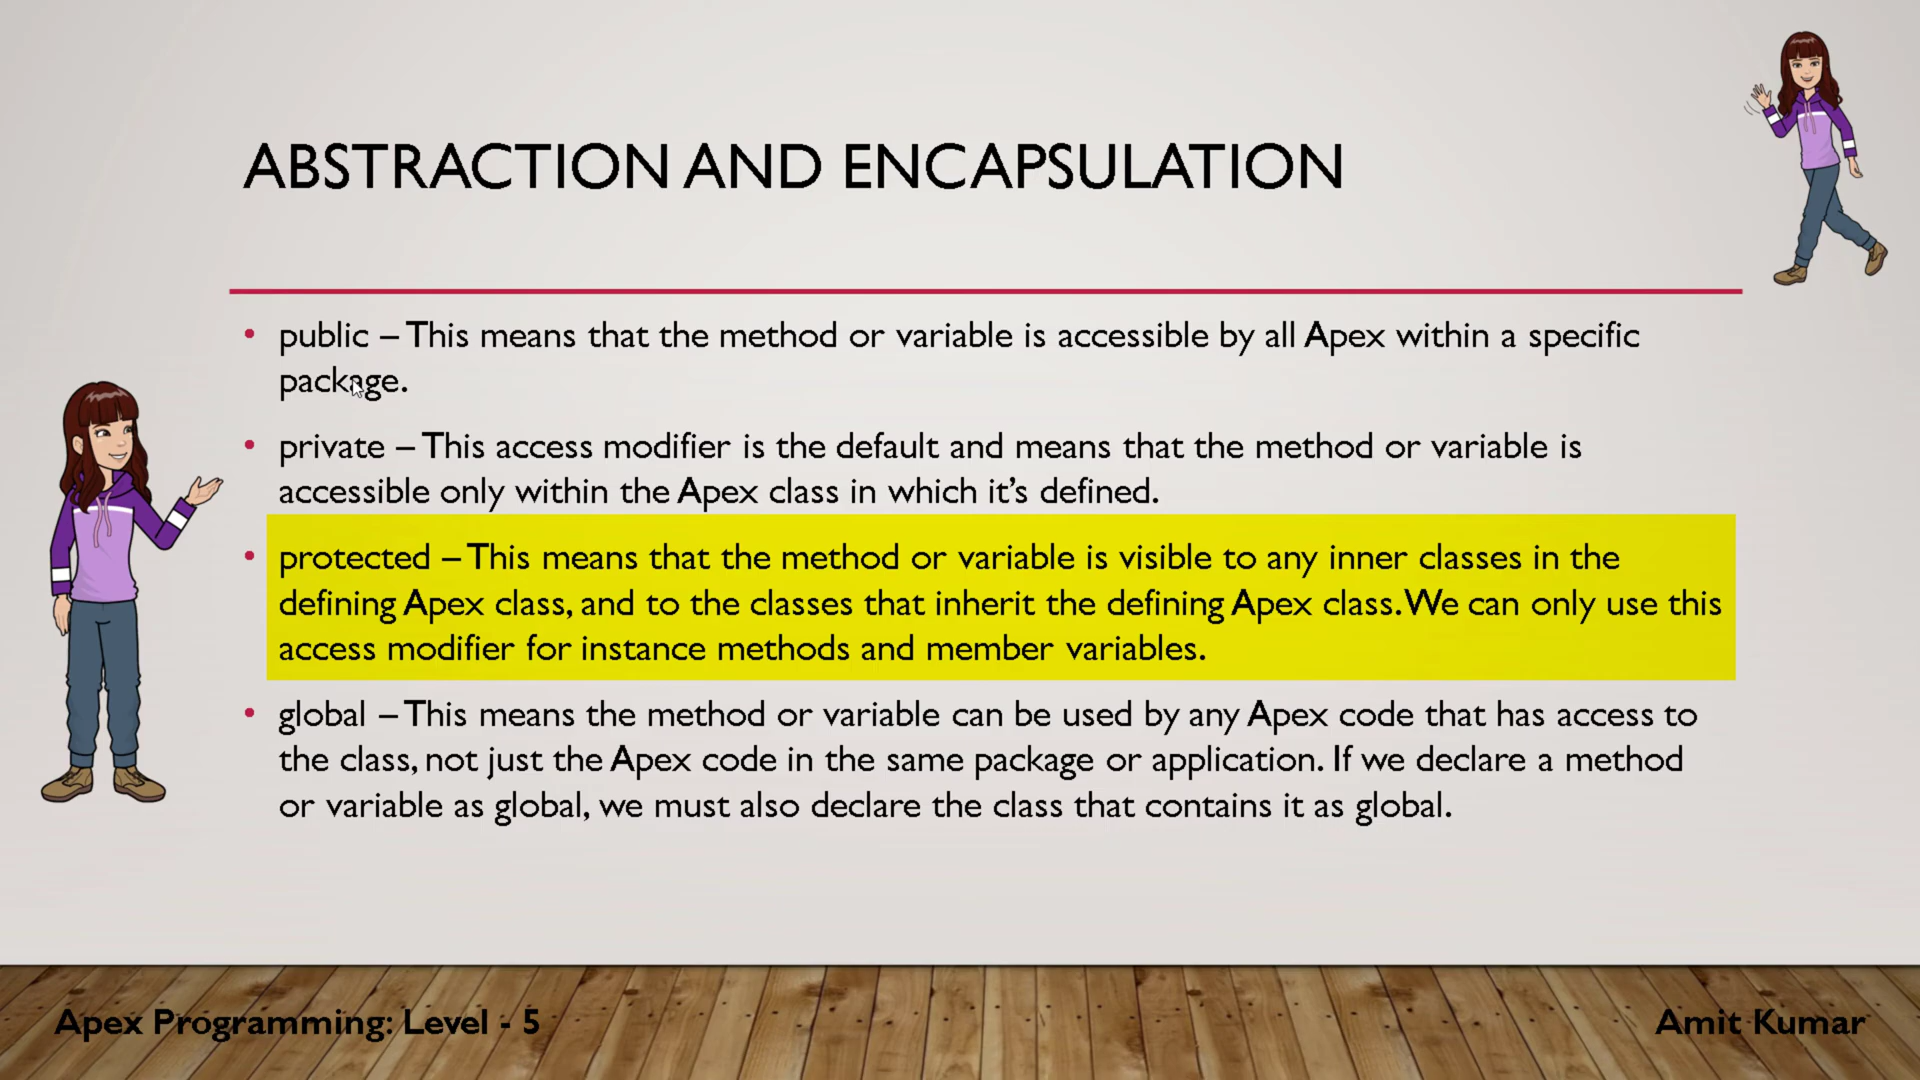 ABSTRACTION AND ENCAPSULATION
• public – This means that the method or variable is accessible by all Apex within a specific
package.
• private – This access modifier is the default and means that the method or variable is
accessible only within the Apex class in which it’s defined.
• protected – This means that the method or variable is visible to any inner classes in the
defining Apex class, and to the classes that inherit the defining Apex class. We can only use this
access modifier for instance methods and member variables.
• global – This means the method or variable can be used by any Apex code that has access to
the class, not just the Apex code in the same package or application. If we declare a method
or variable as global, we must also declare the class that contains it as global.
Apex Programming: Level - 5
Amit Kumar